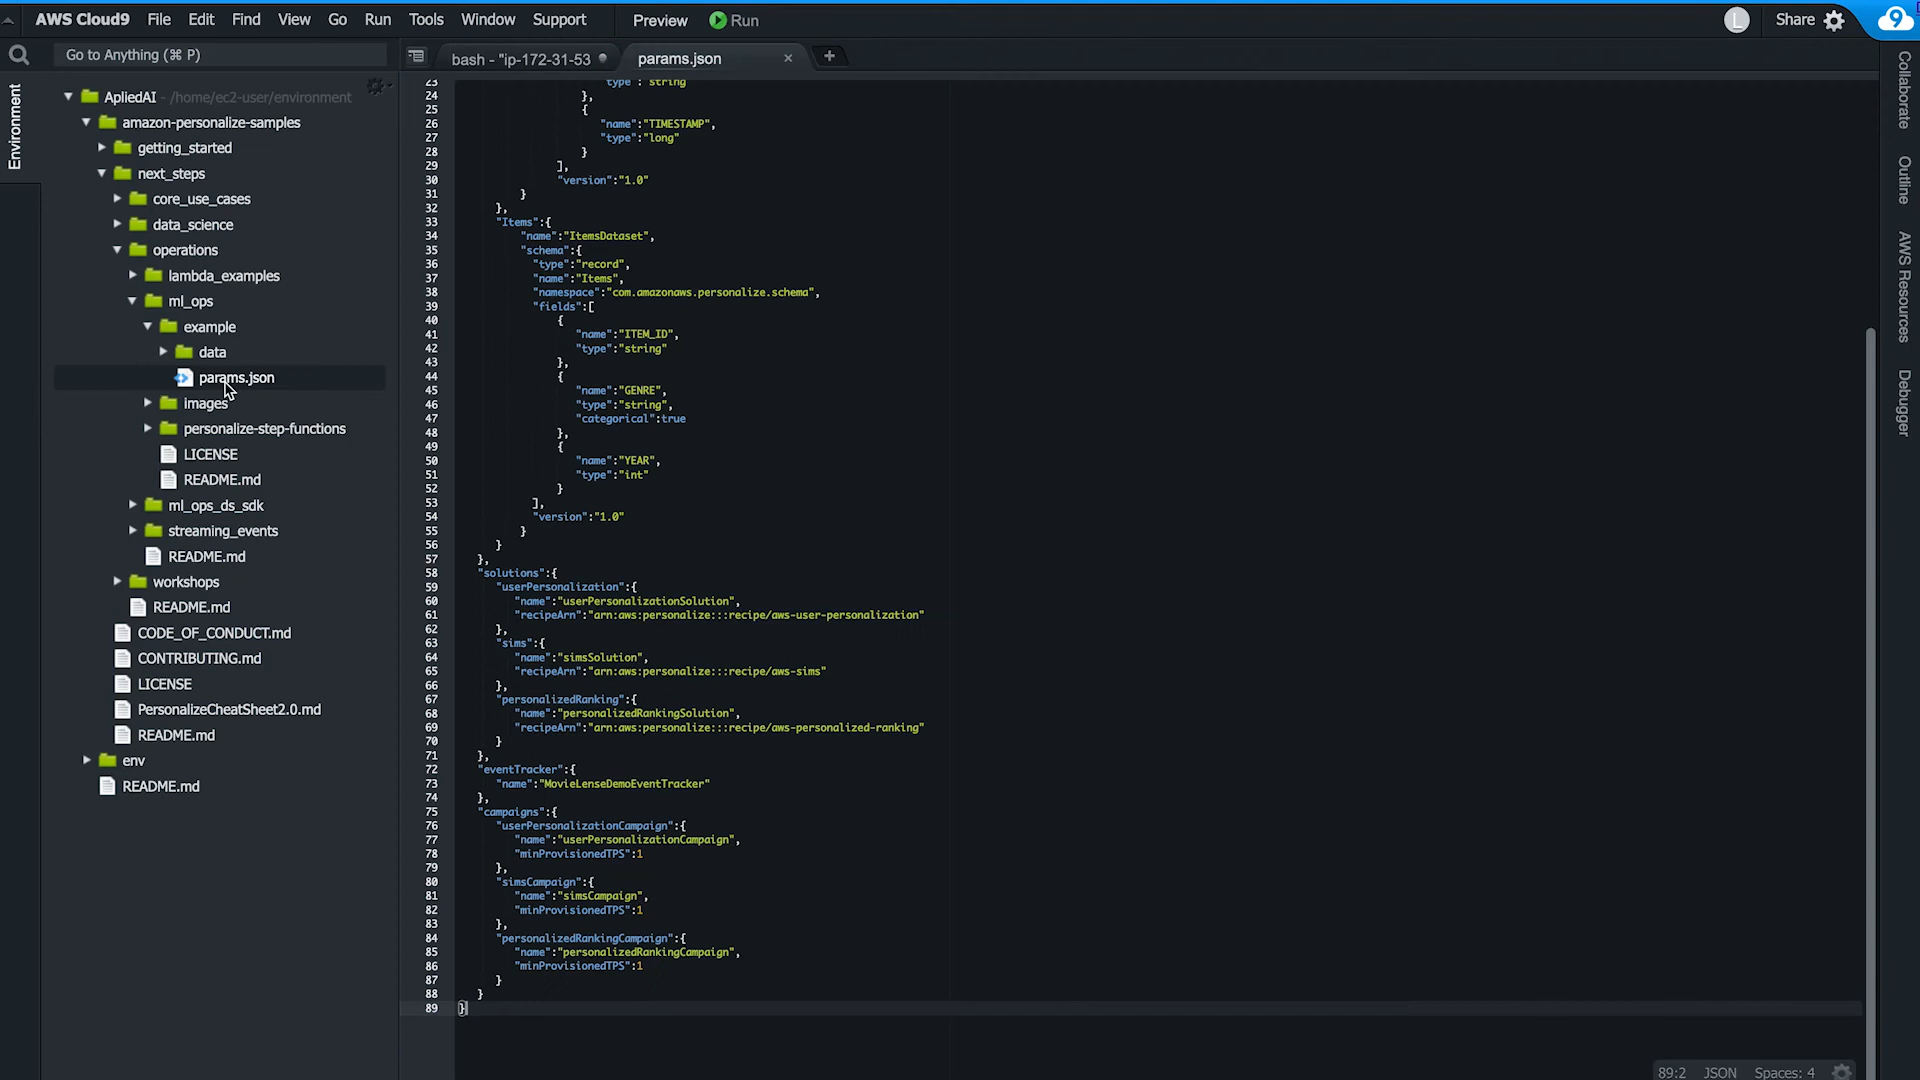 AWS Cloud9 File Edit Find View Go Run Tools Window Support Preview Run L Share 9
Go to Anything (⌘ P)
bash - "ip-172-31-53
params.json
Environment
Collaborate
Outline
AWS Resources
Debugger
ApliedAI - /home/ec2-user/environment
amazon-personalize-samples
getting_started
next_steps
core_use_cases
data_science
operations
lambda_examples
ml_ops
example
data
params.json
images
personalize-step-functions
LICENSE
README.md
ml_ops_ds_sdk
streaming_events
README.md
workshops
README.md
CODE_OF_CONDUCT.md
CONTRIBUTING.md
LICENSE
PersonalizeCheatSheet2.0.md
README.md
env
README.md
23 "type":"string"
24 },
25 {
26 "name":"TIMESTAMP",
27 "type":"long"
28 }
29 ],
30 "version":"1.0"
31 }
32 },
33 "Items":{
34 "name":"ItemsDataset",
35 "schema":{
36 "type":"record",
37 "name":"Items",
38 "namespace":"com.amazonaws.personalize.schema",
39 "fields":[
40 {
41 "name":"ITEM_ID",
42 "type":"string"
43 },
44 {
45 "name":"GENRE",
46 "type":"string",
47 "categorical":true
48 },
49 {
50 "name":"YEAR",
51 "type":"int"
52 }
53 ],
54 "version":"1.0"
55 }
56 }
57 },
58 "solutions":{
59 "userPersonalization":{
60 "name":"userPersonalizationSolution",
61 "recipeArn":"arn:aws:personalize:::recipe/aws-user-personalization"
62 },
63 "sims":{
64 "name":"simsSolution",
65 "recipeArn":"arn:aws:personalize:::recipe/aws-sims"
66 },
67 "personalizedRanking":{
68 "name":"personalizedRankingSolution",
69 "recipeArn":"arn:aws:personalize:::recipe/aws-personalized-ranking"
70 }
71 },
72 "eventTracker":{
73 "name":"MovieLenseDemoEventTracker"
74 },
75 "campaigns":{
76 "userPersonalizationCampaign":{
77 "name":"userPersonalizationCampaign",
78 "minProvisionedTPS":1
79 },
80 "simsCampaign":{
81 "name":"simsCampaign",
82 "minProvisionedTPS":1
83 },
84 "personalizedRankingCampaign":{
85 "name":"personalizedRankingCampaign",
86 "minProvisionedTPS":1
87 }
88 }
89 }
89:2 JSON Spaces: 4